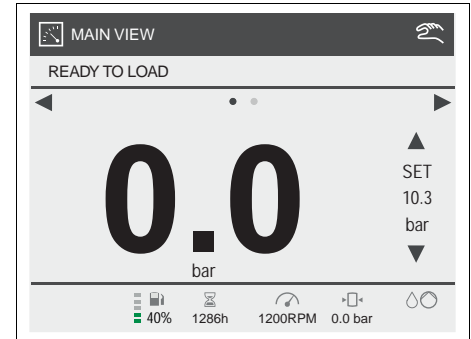 MAIN VIEW
READY TO LOAD
0.0
bar
SET
10.3
bar
40% 1286h 1200RPM 0.0 bar